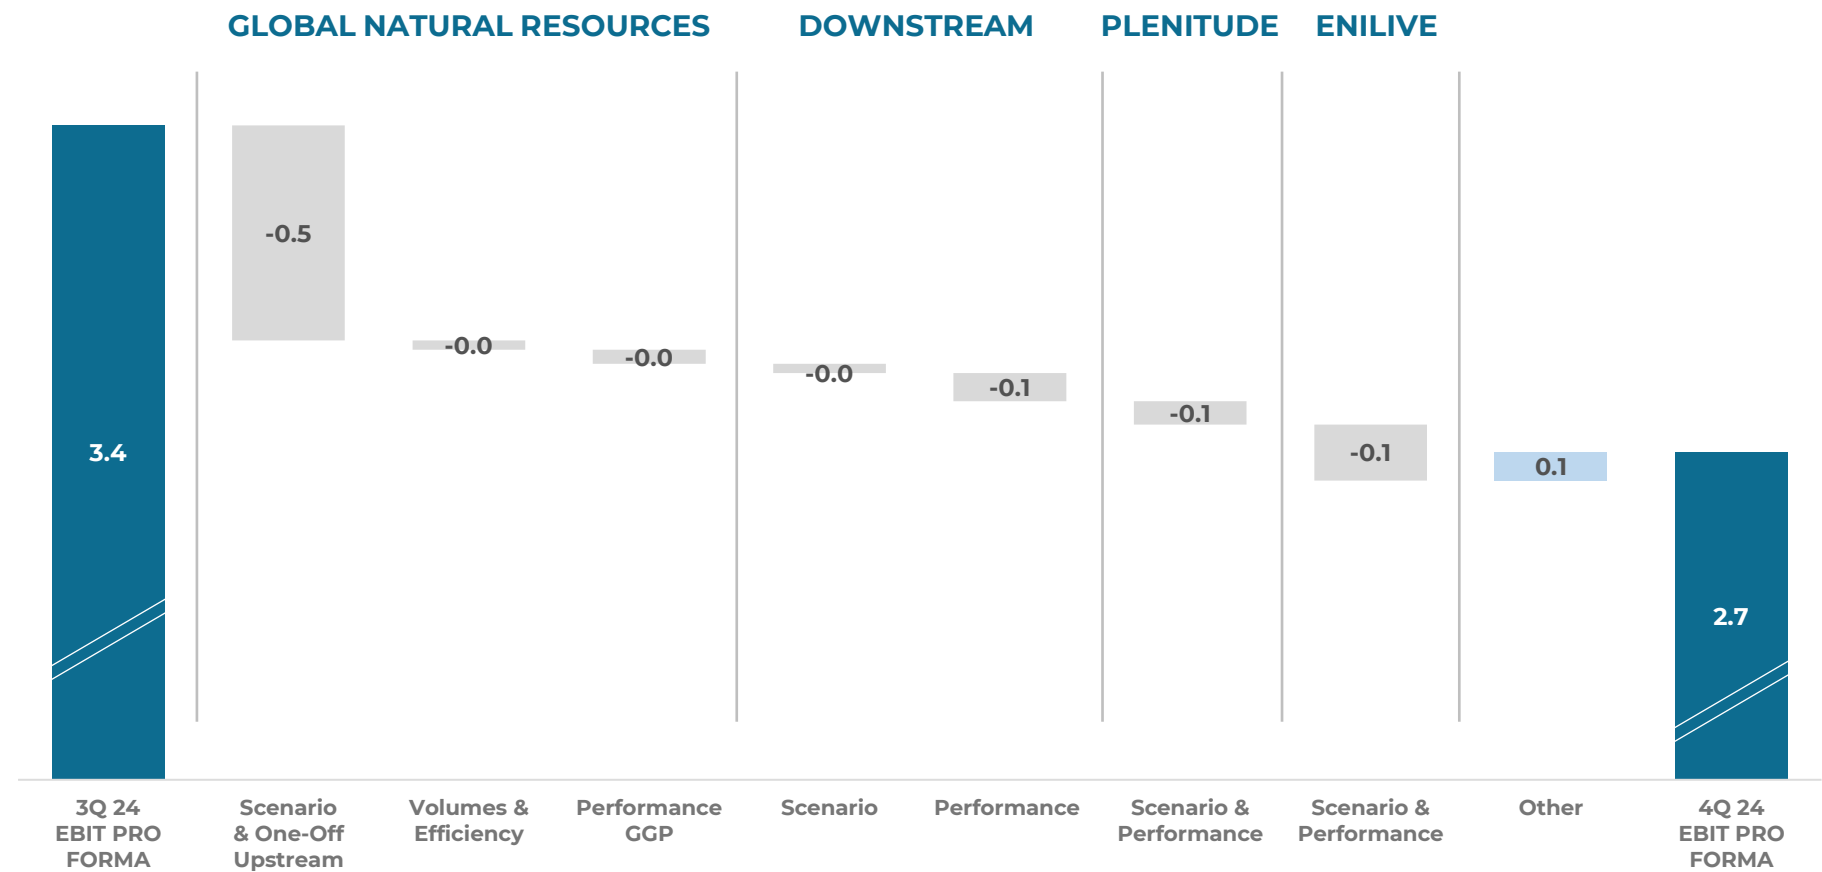 GLOBAL NATURAL RESOURCES
DOWNSTREAM
PLENITUDE
ENILIVE
3.4
-0.5
-0.0
-0.0
-0.0
-0.1
-0.1
-0.1
0.1
2.7
3Q 24
EBIT PRO
FORMA
Scenario
& One-Off
Upstream
Volumes &
Efficiency
Performance
GGP
Scenario
Performance
Scenario &
Performance
Scenario &
Performance
Other
4Q 24
EBIT PRO
FORMA